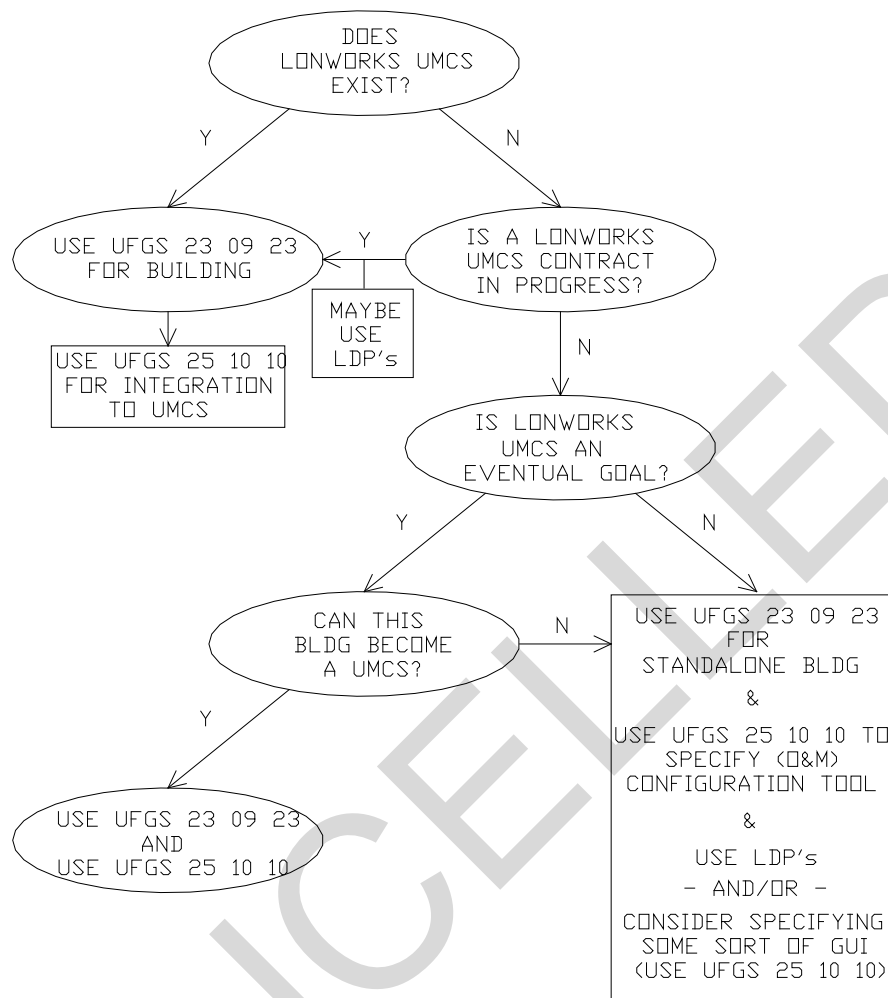 DOES
LONWORKS UMCS
EXIST?
Y
N
USE UFGS 23 09 23
FOR BUILDING
Y
IS A LONWORKS
UMCS CONTRACT
IN PROGRESS?
MAYBE
USE
LDP's
USE UFGS 25 10 10
FOR INTEGRATION
TO UMCS
N
IS LONWORKS
UMCS AN
EVENTUAL GOAL?
Y
N
CAN THIS
BLDG BECOME
A UMCS?
N
Y
USE UFGS 23 09 23
FOR
STANDALONE BLDG
&
USE UFGS 25 10 10 TO
SPECIFY (O&M)
CONFIGURATION TOOL
&
USE LDP's
- AND/OR -
CONSIDER SPECIFYING
SOME SORT OF GUI
(USE UFGS 25 10 10)
USE UFGS 23 09 23
AND
USE UFGS 25 10 10
NCELLED